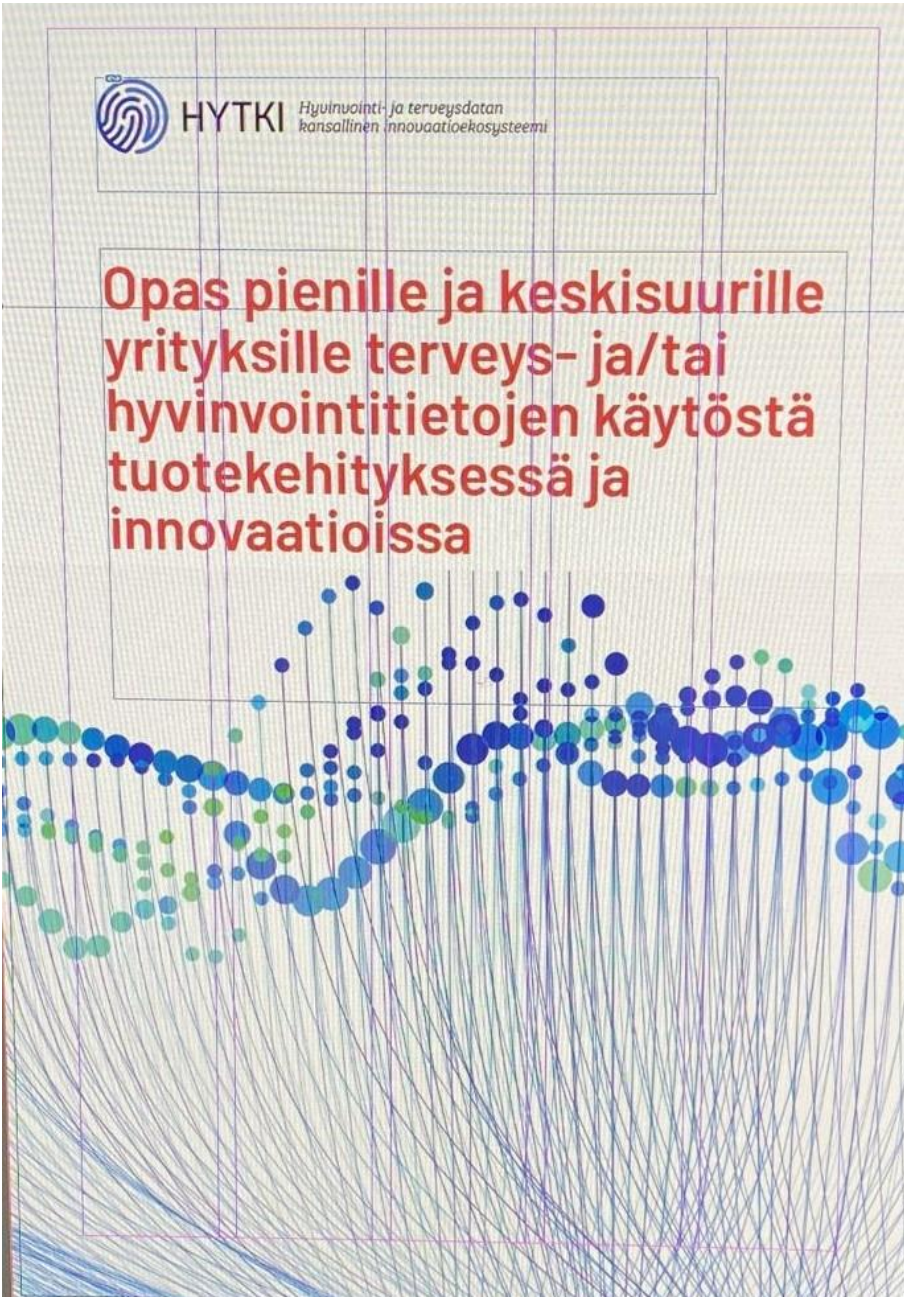 HYTKI
Hyvinvointi- ja terveysdatan
kansallinen innovaatioekosysteemi
Opas pienille ja keskisuurille
yrityksille terveys- ja/tai
hyvinvointitietojen käytöstä
tuotekehityksessä ja
innovaatioissa